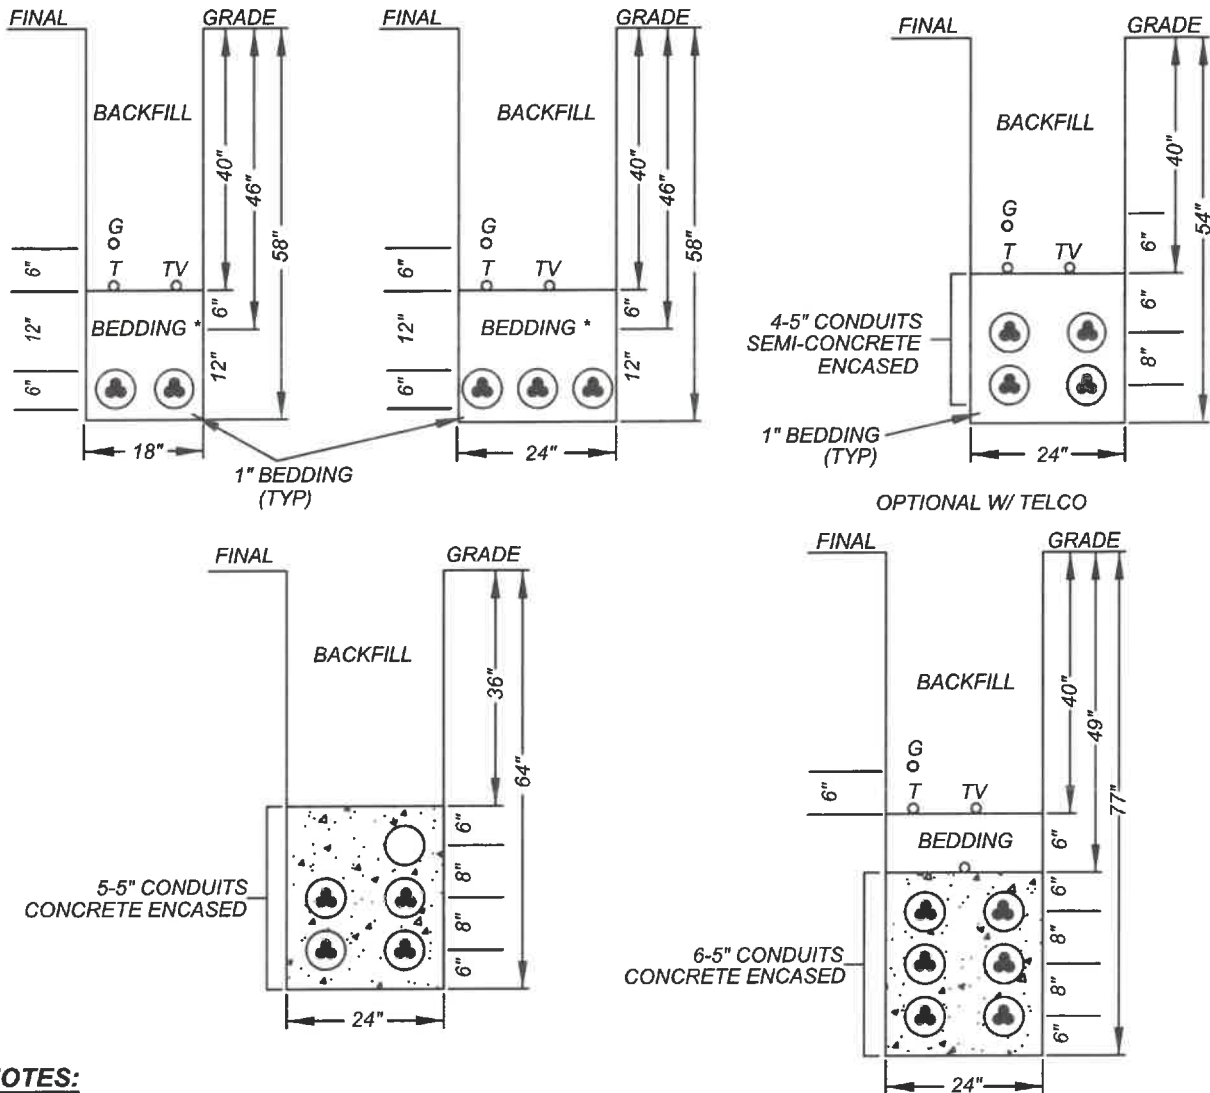 FINAL GRADE
BACKFILL
40"
46"
58"
G
T TV
6"
12"
6"
BEDDING *
6"
12"
18"
FINAL GRADE
BACKFILL
40"
46"
58"
G
T TV
6"
12"
6"
BEDDING *
6"
12"
24"
1" BEDDING
(TYP)
FINAL GRADE
BACKFILL
40"
54"
G
T TV
6"
6"
8"
4-5" CONDUITS
SEMI-CONCRETE
ENCASED
1" BEDDING
(TYP)
24"
FINAL GRADE
BACKFILL
36"
64"
6"
8"
8"
6"
5-5" CONDUITS
CONCRETE ENCASED
24"
OPTIONAL W/ TELCO
FINAL GRADE
BACKFILL
40"
49"
77"
G
T TV
6"
BEDDING
6"
6"
8"
8"
6"
6-5" CONDUITS
CONCRETE ENCASED
24"
OTES: